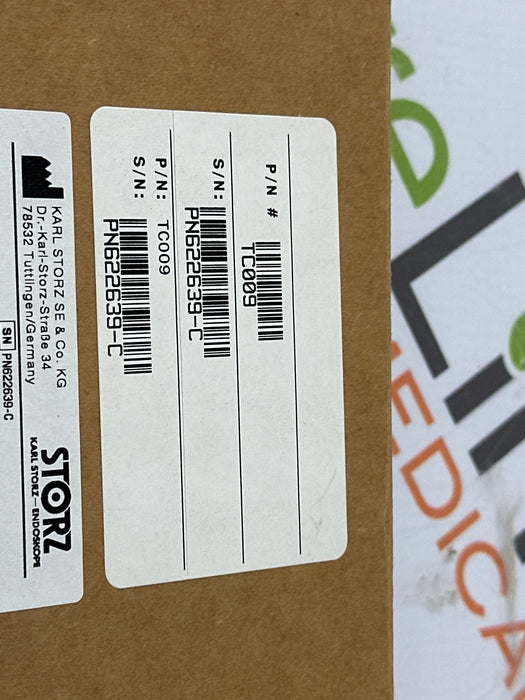 P/N #
TC009
S/N:
PN622639-C
P/N: TC009
S/N:
PN622639-C
KARL STORZ SE & Co. KG
Dr.-Karl-Storz-Straße 34
78532 Tuttlingen/Germany
SN PN622639-C
STORZ
KARL STORZ—ENDOSKOPE